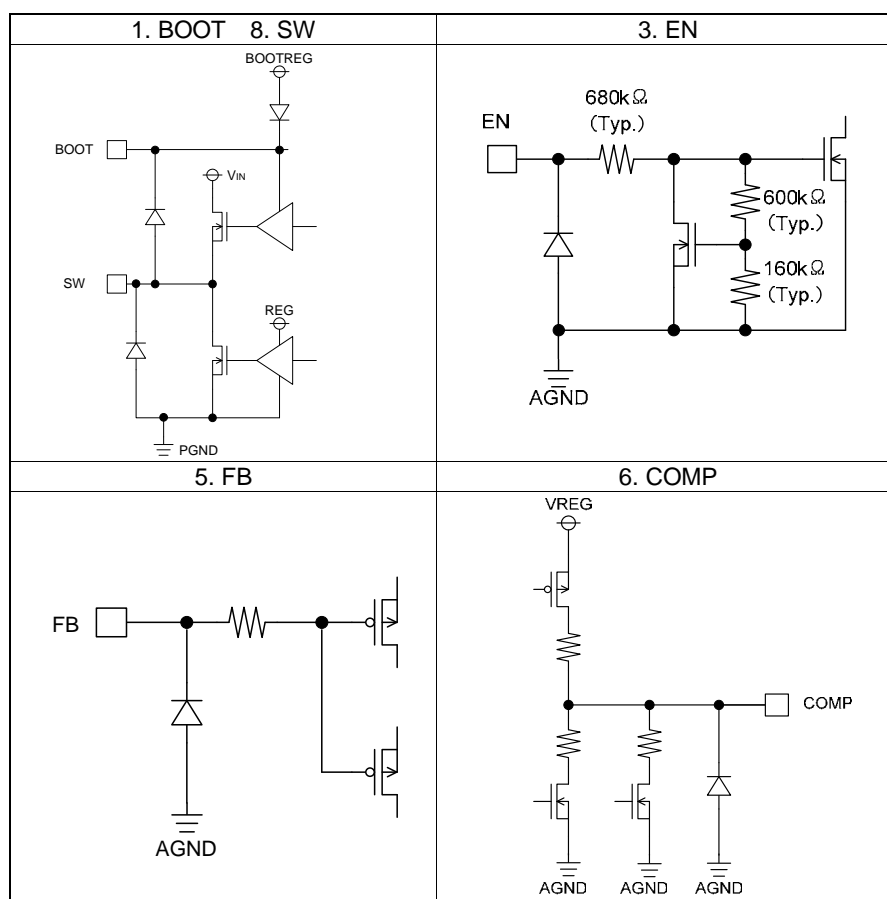 1. BOOT 8. SW
BOOTREG
BOOT
VIN
SW
REG
PGND
3. EN
680kΩ
(Typ.)
EN
600kΩ
(Typ.)
160kΩ
(Typ.)
AGND
5. FB
FB
AGND
6. COMP
VREG
COMP
AGND AGND AGND